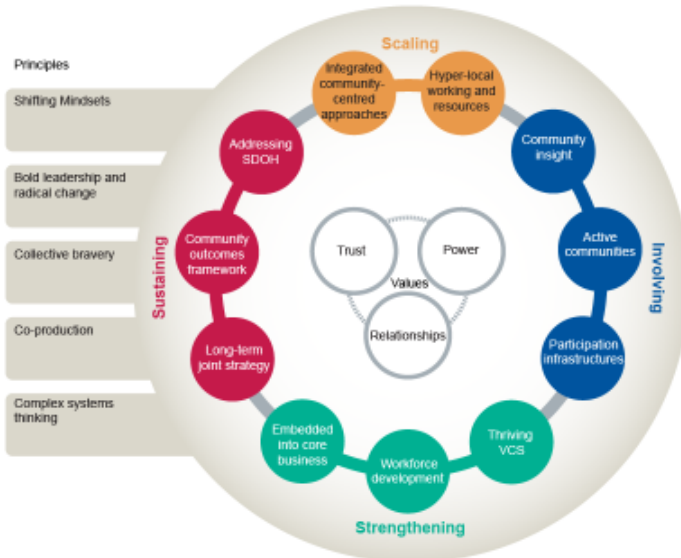 Principles
Shifting Mindsets
Bold leadership and
radical change
Collective bravery
Co-production
Complex systems
thinking
Scaling
Integrated
community-
centred
approaches
Hyper-local
working and
resources
Involving
Community
insight
Active
communities
Participation
infrastructures
Strengthening
Thriving
VCS
Workforce
development
Embedded
into core
business
Sustaining
Long-term
joint strategy
Community
outcomes
framework
Addressing
SDOH
Trust
Power
Values
Relationships